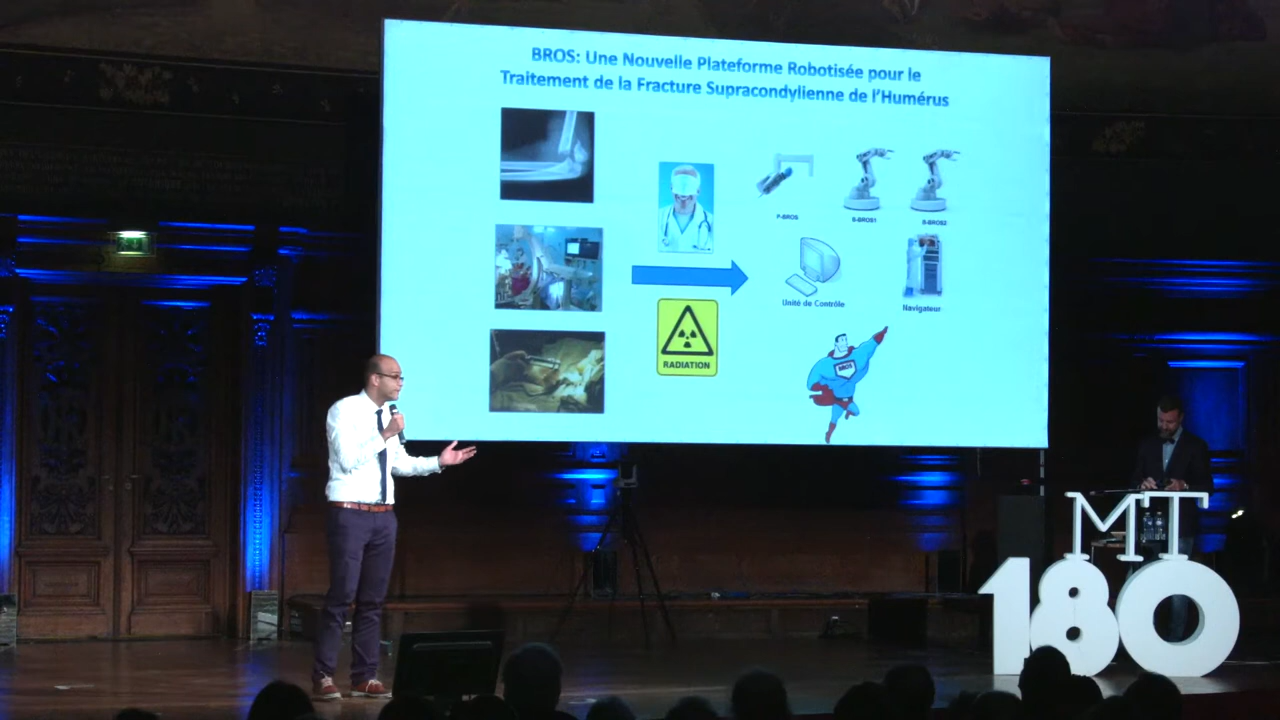 BROS: Une Nouvelle Plateforme Robotisée pour le
Traitement de la Fracture Supracondylienne de l'Humérus
P-BROS
B-BROS1
B-BROS2
Unité de Contrôle
Navigateur
RADIATION
BROS
MT
180